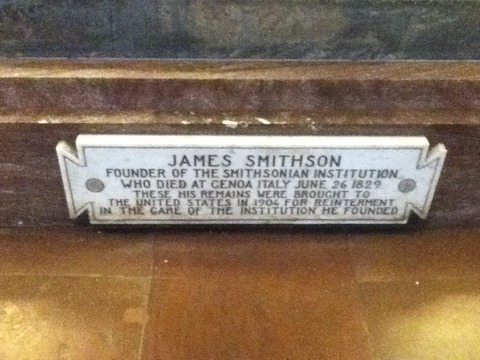 JAMES SMITHSON
FOUNDER OF THE SMITHSONIAN INSTITUTION
WHO DIED AT GENOA ITALY JUNE 26 1829
THESE HIS REMAINS WERE BROUGHT TO
THE UNITED STATES IN 1904 FOR REINTERMENT
IN THE CARE OF THE INSTITUTION HE FOUNDED